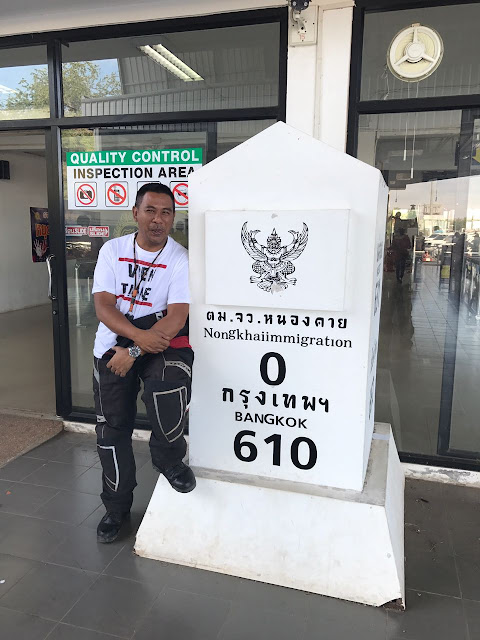 QUALITY CONTROL
INSPECTION AREA
ตม.จว.หนองคาย
Nongkhaiimmigration
0
กรุงเทพฯ
BANGKOK
610